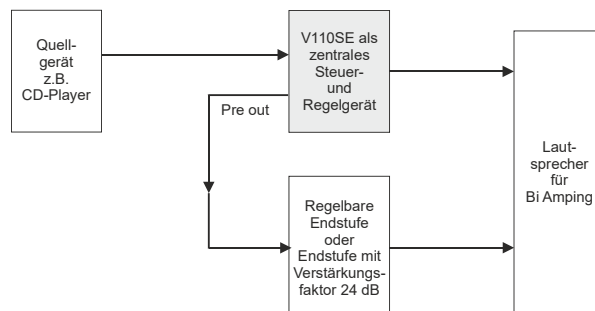 Quell-
gerät
z.B.
CD-Player
V110SE als
zentrales
Steuer-
und
Regelgerät
Pre out
Regelbare
Endstufe
oder
Endstufe mit
Verstärkungs-
faktor 24 dB
Laut-
sprecher
für
Bi Amping